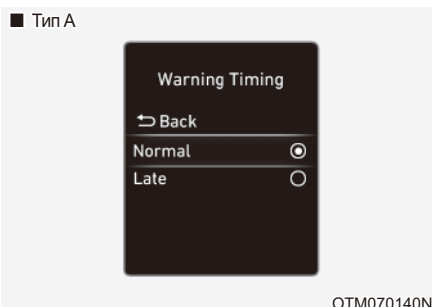 ■ Тип A
Warning Timing
⮌ Back
Normal
Late
OTM070140N